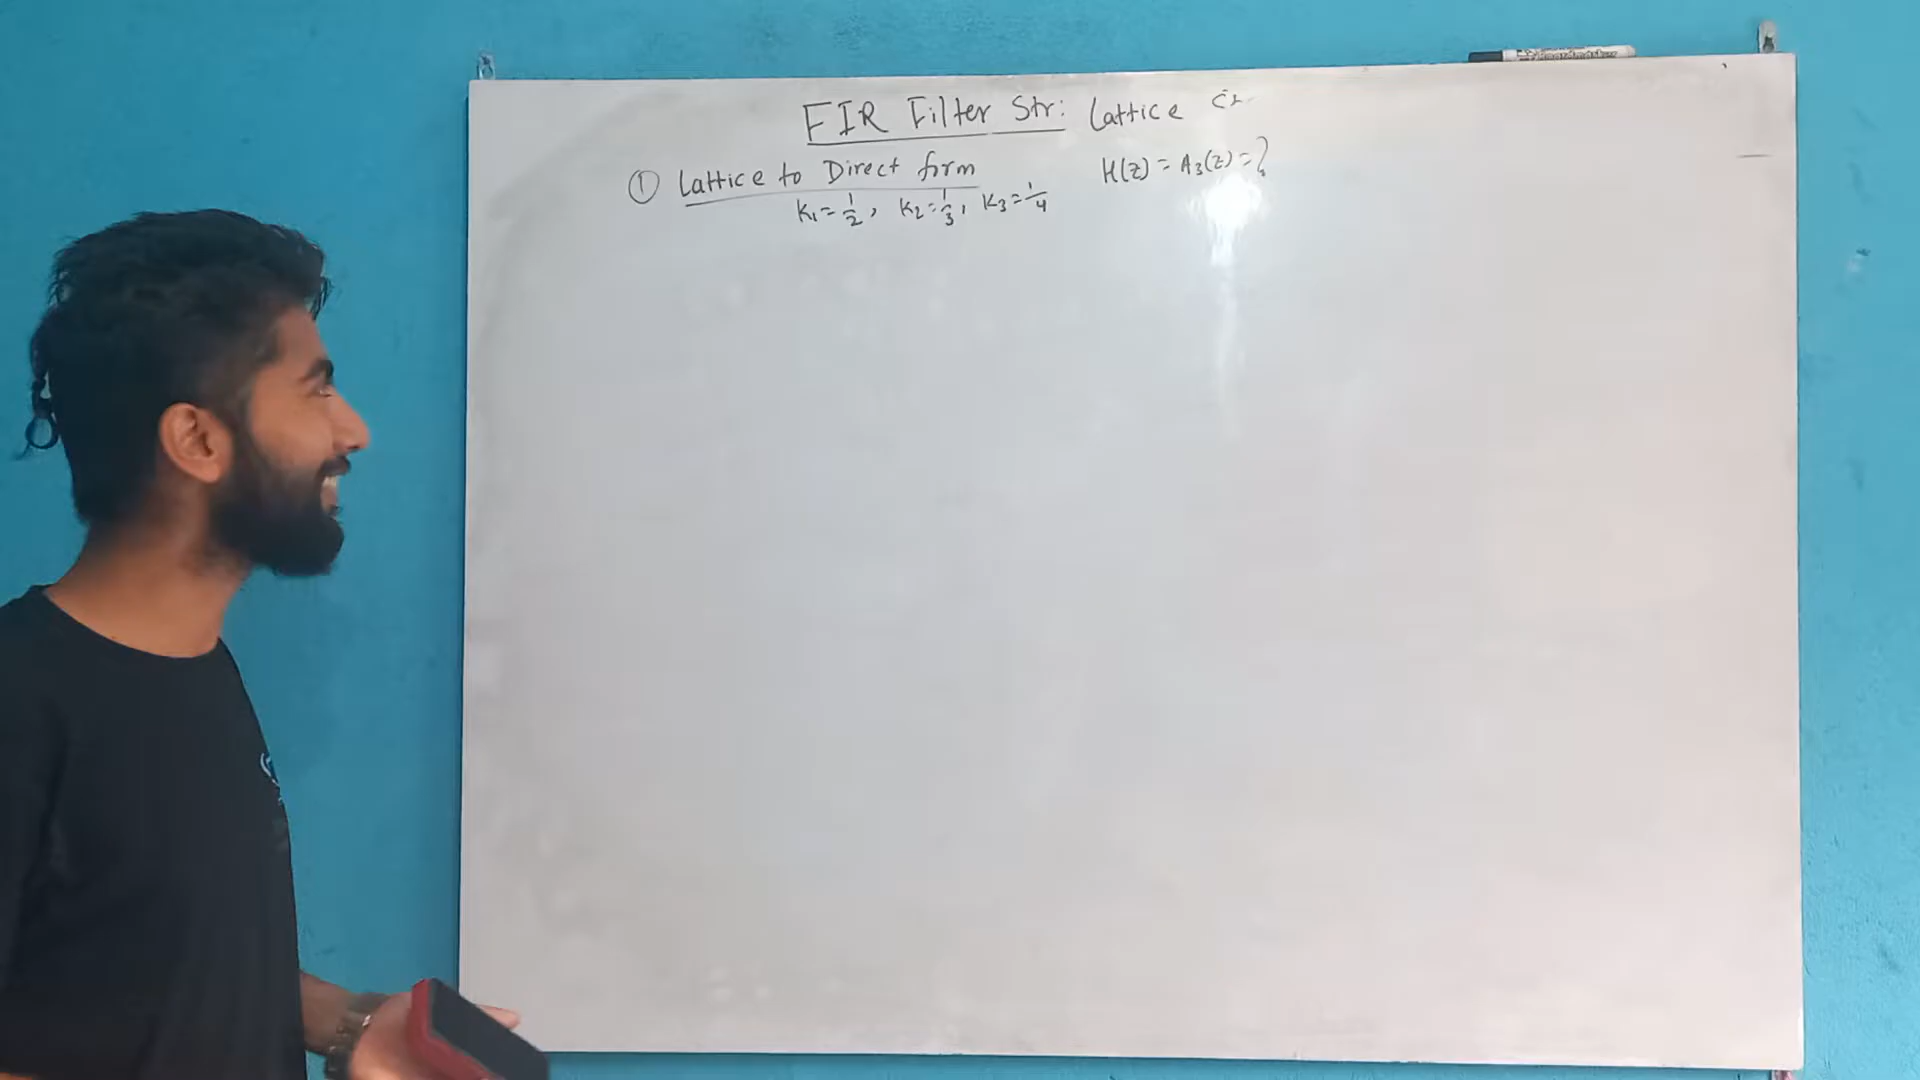 FIR Filter Str: Lattice
① Lattice to Direct form H(z) = A₃(z) = ?
K₁ = 1/2, K₂ = 1/3, K₃ = 1/4